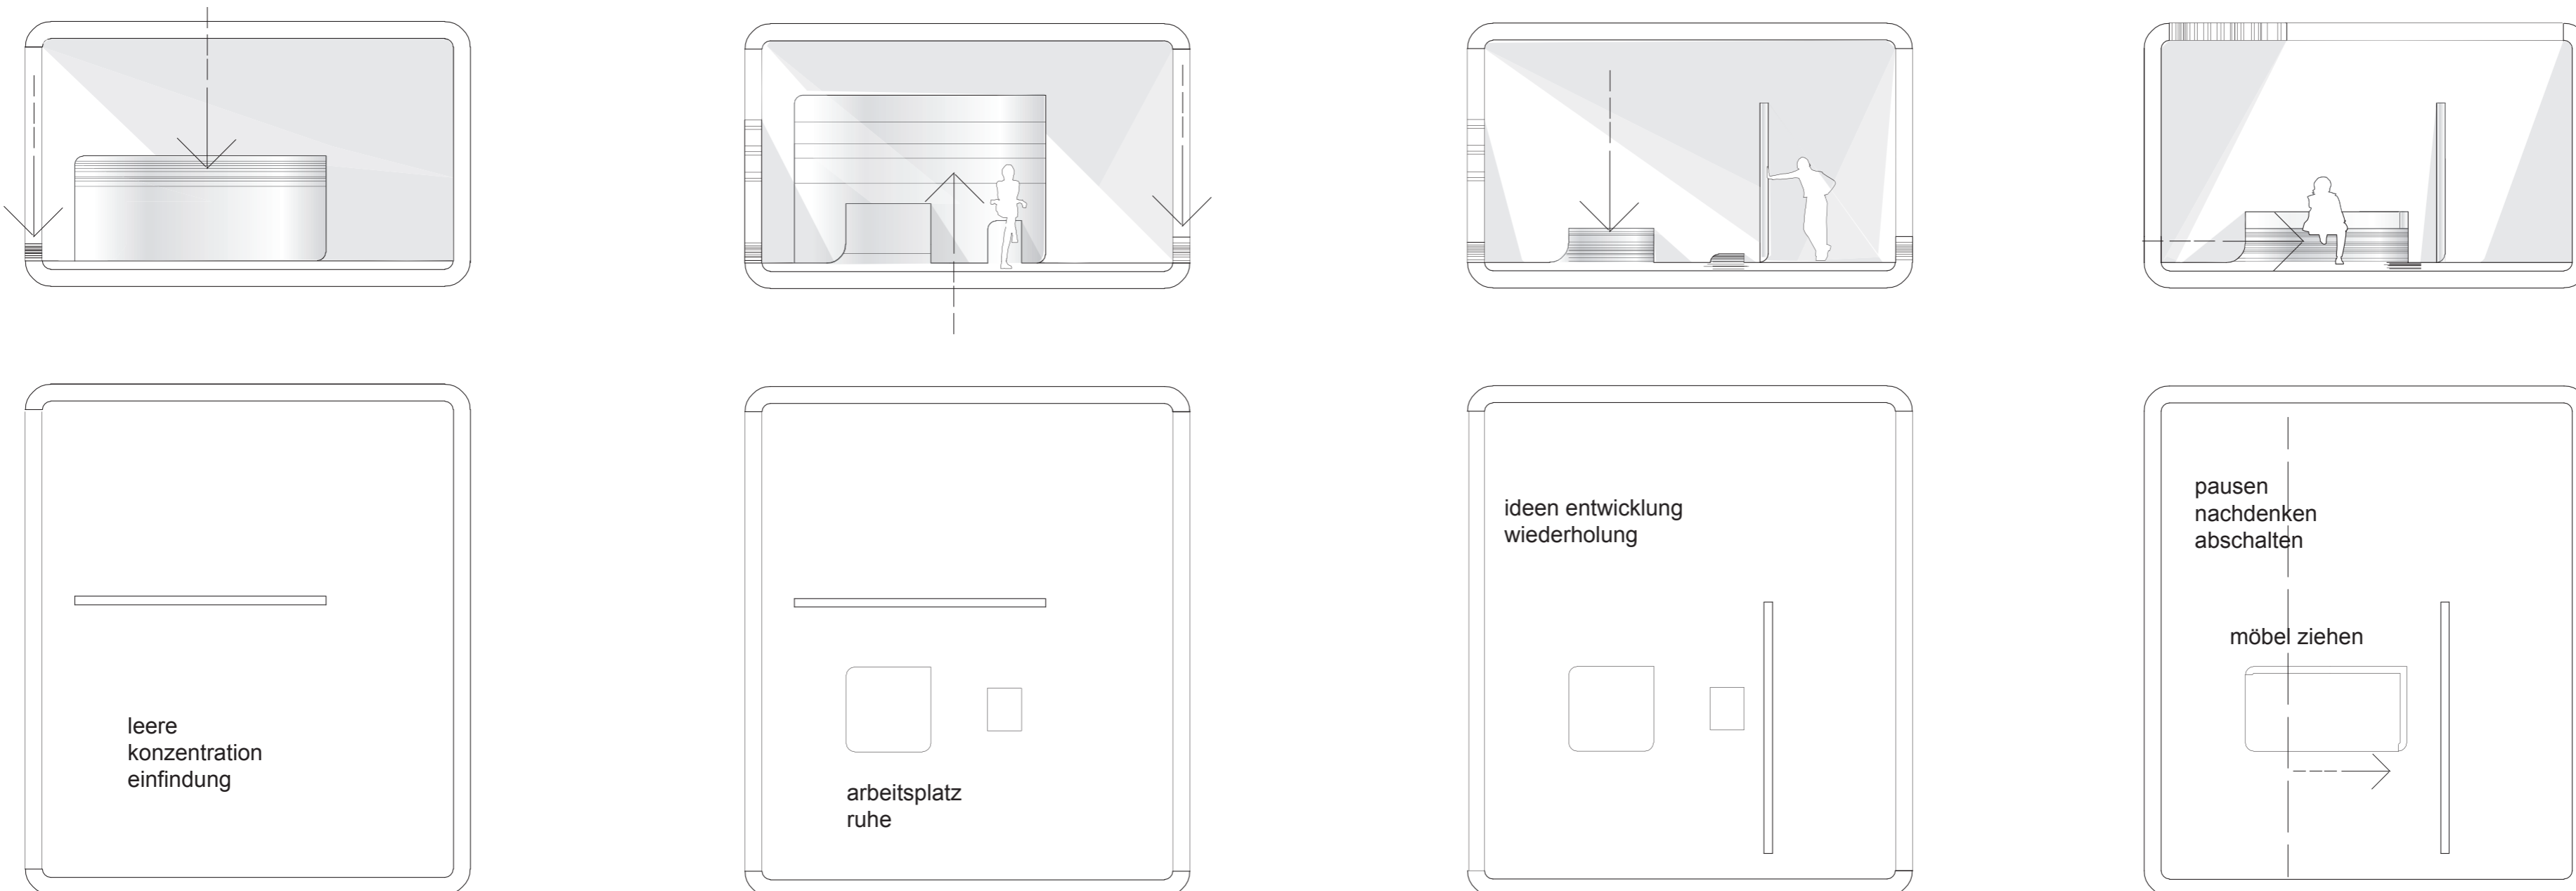 leere
konzentration
einfindung
arbeitsplatz
ruhe
ideen entwicklung
wiederholung
pausen
nachdenken
abschalten
möbel ziehen